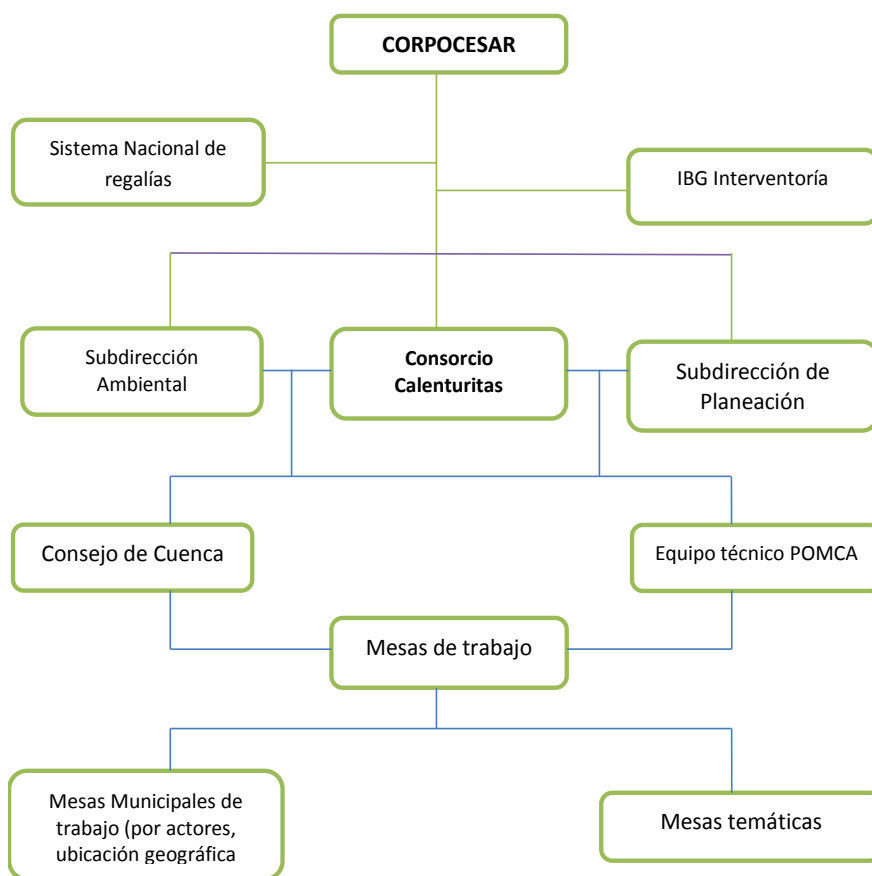 CORPOCESAR
Sistema Nacional de
regalías
IBG Interventoría
Subdirección
Ambiental
Consorcio
Calenturitas
Subdirección de
Planeación
Consejo de Cuenca
Equipo técnico POMCA
Mesas de trabajo
Mesas Municipales de
trabajo (por actores,
ubicación geográfica
Mesas temáticas